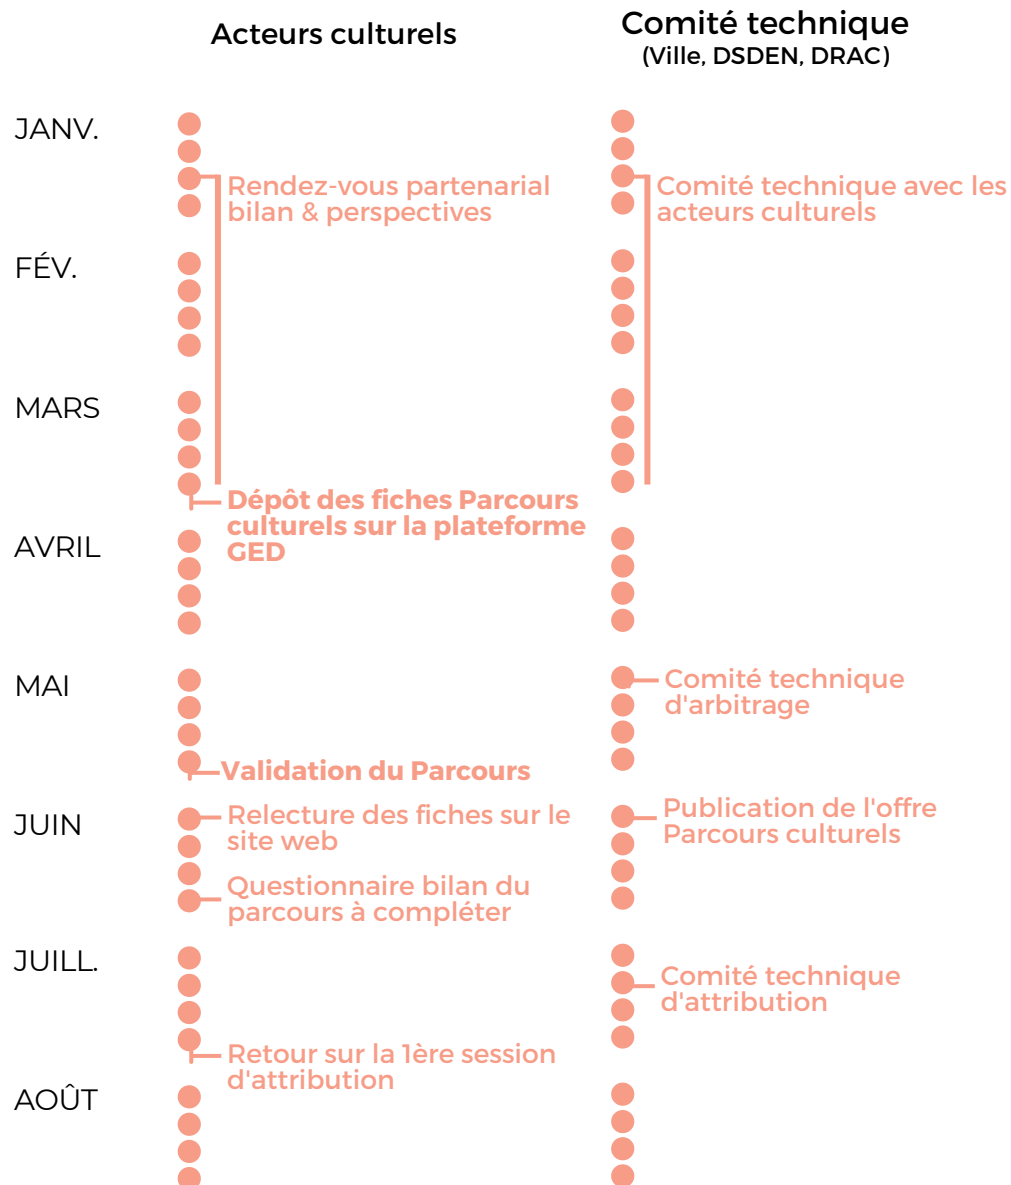 Acteurs culturels
Comité technique
(Ville, DSDEN, DRAC)
JANV.
Rendez-vous partenarial
bilan & perspectives
Comité technique avec les
acteurs culturels
FÉV.
MARS
Dépôt des fiches Parcours
culturels sur la plateforme
GED
AVRIL
MAI
Comité technique
d'arbitrage
Validation du Parcours
JUIN
Relecture des fiches sur le
site web
Publication de l'offre
Parcours culturels
Questionnaire bilan du
parcours à compléter
JUILL.
Comité technique
d'attribution
Retour sur la 1ère session
d'attribution
AOÛT